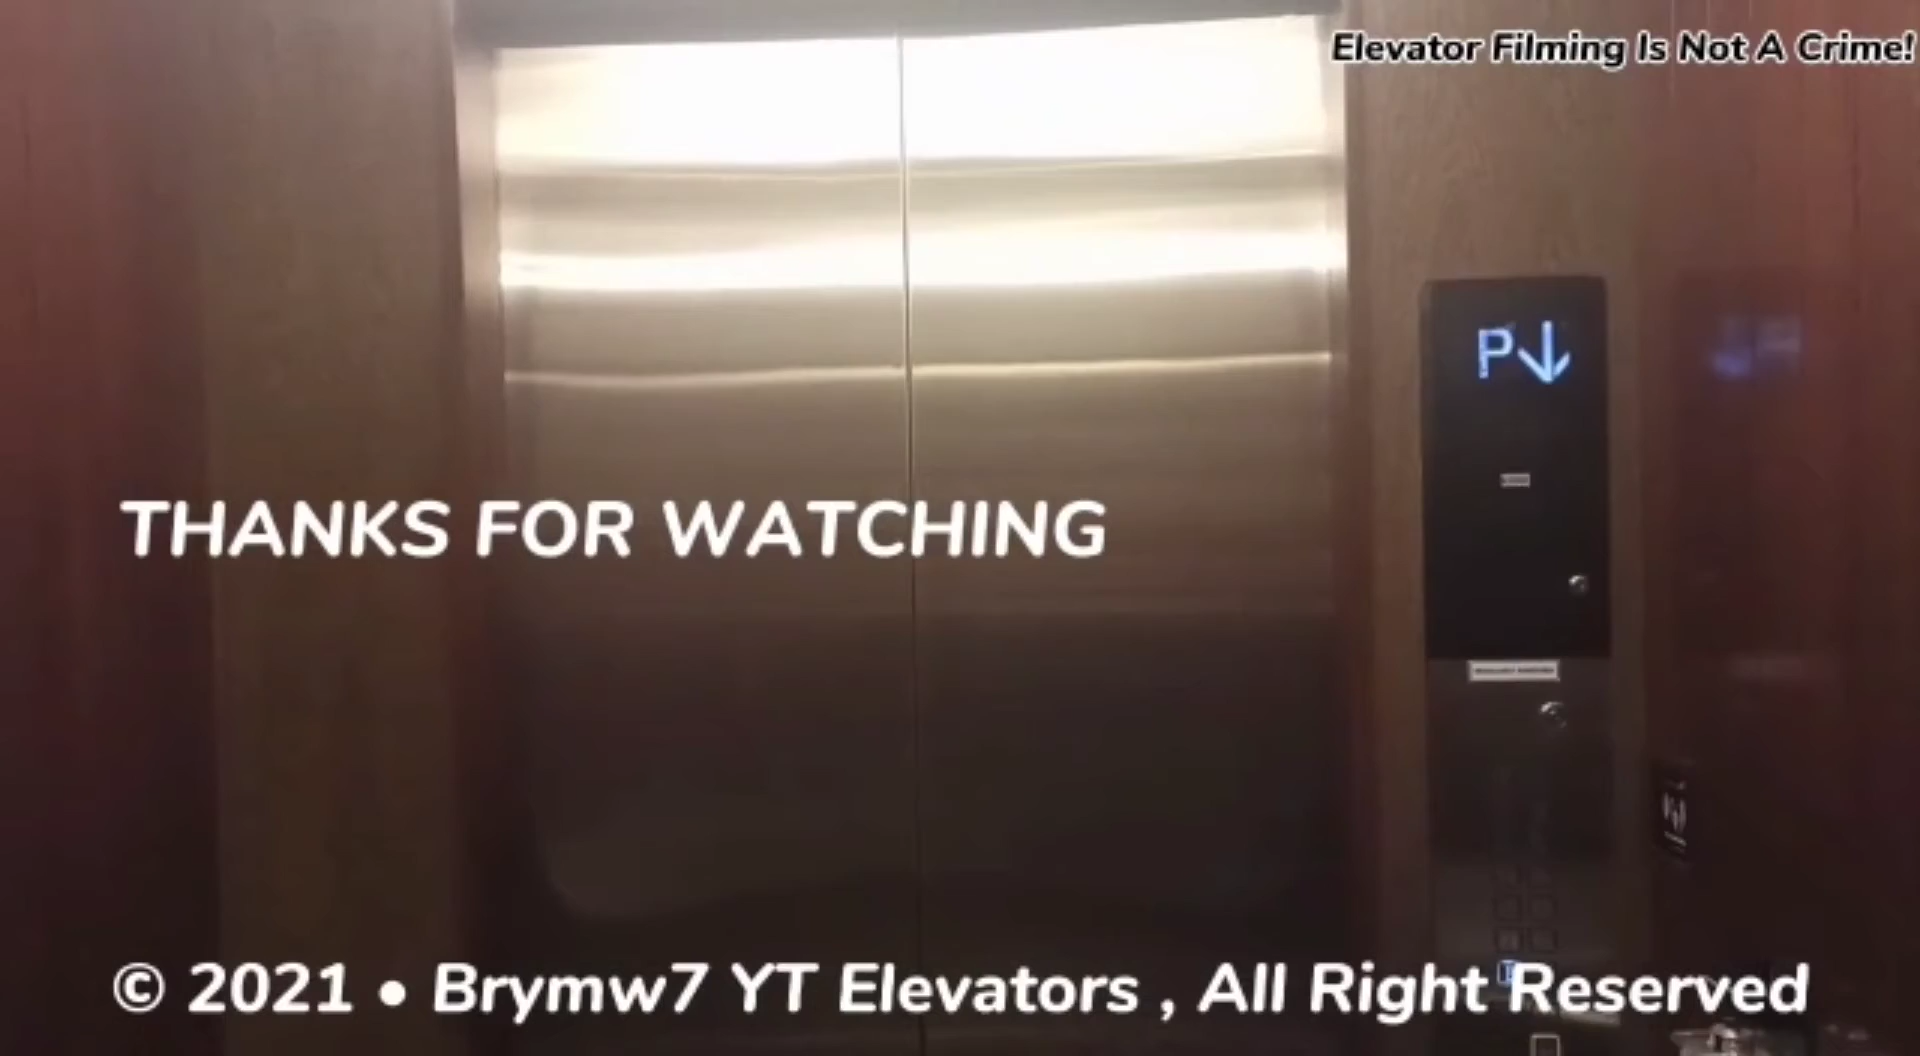 Elevator Filming Is Not A Crime!
P
THANKS FOR WATCHING
© 2021 • Brymw7 YT Elevators , All Right Reserved